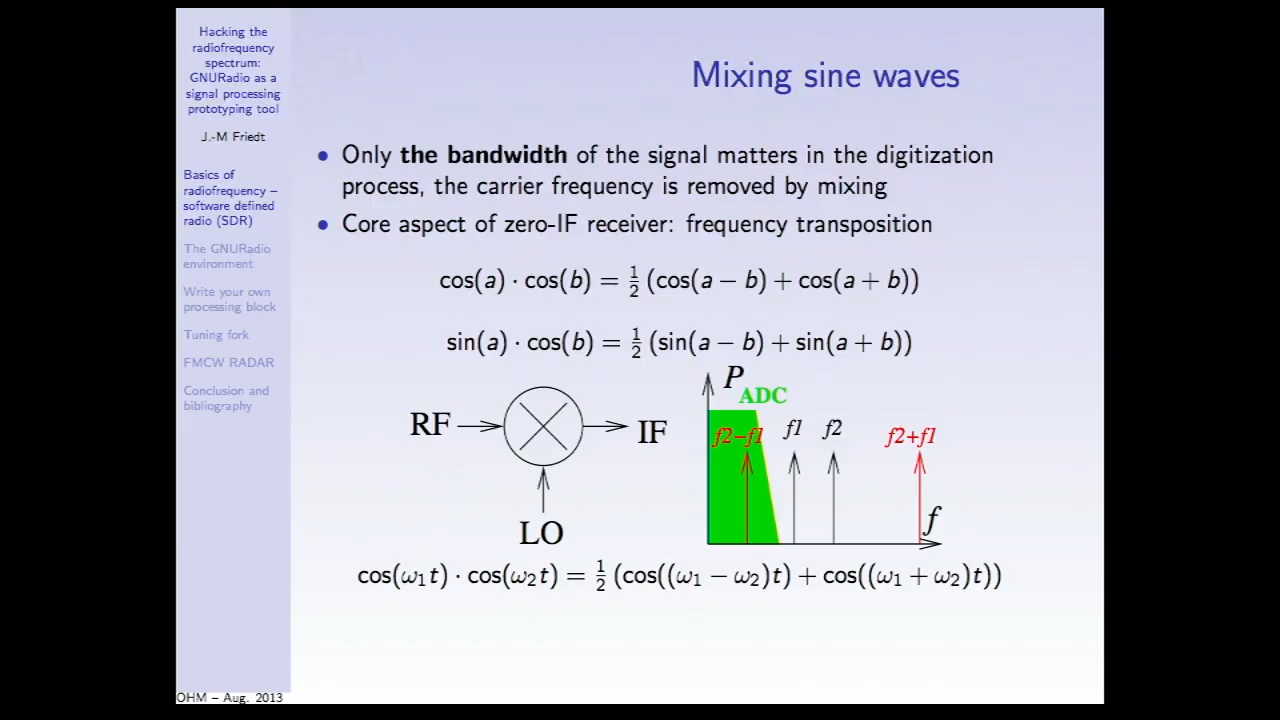 Hacking the
radiofrequency
spectrum:
GNURadio as a
signal processing
prototyping tool
J.-M Friedt
Basics of
radiofrequency –
software defined
radio (SDR)
The GNURadio
environment
Write your own
processing block
Tuning fork
FMCW RADAR
Conclusion and
bibliography
OHM – Aug. 2013
Mixing sine waves
• Only the bandwidth of the signal matters in the digitization
process, the carrier frequency is removed by mixing
• Core aspect of zero-IF receiver: frequency transposition
cos(a) · cos(b) = 1/2 (cos(a − b) + cos(a + b))
sin(a) · cos(b) = 1/2 (sin(a − b) + sin(a + b))
RF
IF
LO
P
ADC
f2−f1
f1
f2
f2+f1
f
cos(ω₁t) · cos(ω₂t) = 1/2 (cos((ω₁ − ω₂)t) + cos((ω₁ + ω₂)t))